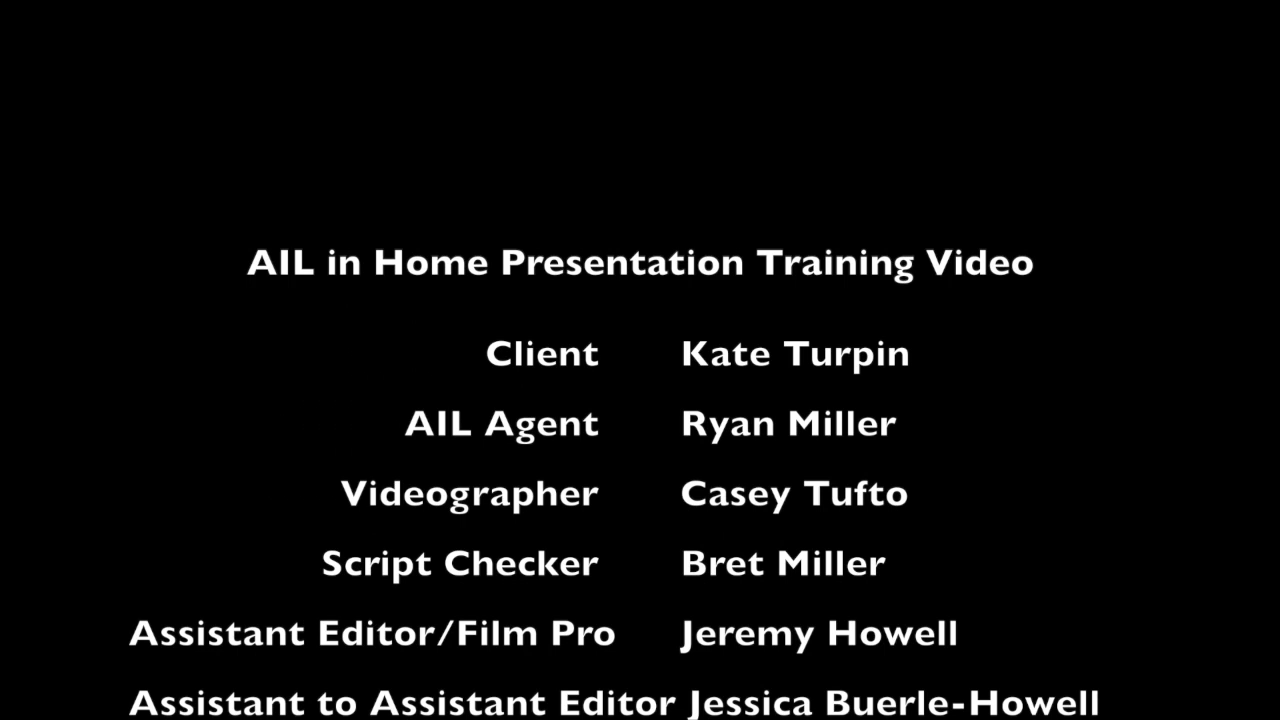 AIL in Home Presentation Training Video
Client Kate Turpin
AIL Agent Ryan Miller
Videographer Casey Tufto
Script Checker Bret Miller
Assistant Editor/Film Pro Jeremy Howell
Assistant to Assistant Editor Jessica Buerle-Howell